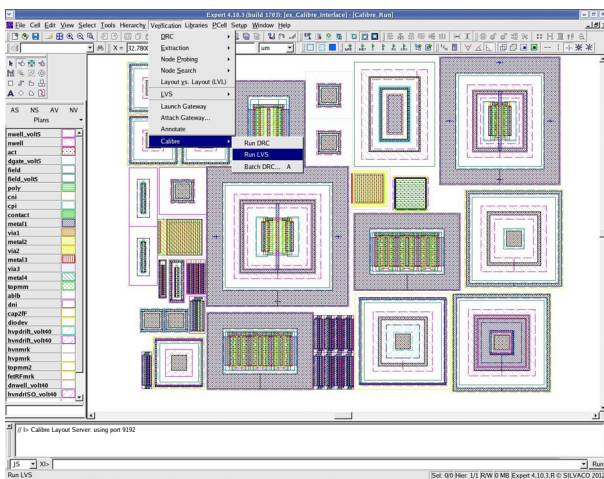 Expert 4.10.3 (build 170): [ex_Calibre_Interface] - [Calibre_Run]
File Cell Edit View Select Tools Hierarchy Verification Libraries PCell Setup Window Help
X = 32.7800
um
DRC
Extraction
Node Probing
Node Search
Layout vs. Layout (LVL)
LVS
Launch Gateway
Attach Gateway...
Annotate
Calibre
Run DRC
Run LVS
Batch DRC... A
AS NS AV NV
Plans
nwell_volt5
nwell
act
dgate_volt5
field
field_volt5
poly
cni
cpi
contact
metal1
via1
metal2
via2
metal3
via3
metal4
topmm
ablb
dni
cap2fF
diodev
hvpdrift_volt40
hvndrift_volt40
hvnmrk
hvpmrk
topmm2
fetRFmrk
dnwell_volt40
hvndrISO_volt40
// I> Calibre Layout Server: using port 9192
JS XI> Run
Run LVS
Sel: 0/0 Hier: 1/1 R/W 0 MB Expert 4.10.3.R © SILVACO 2012